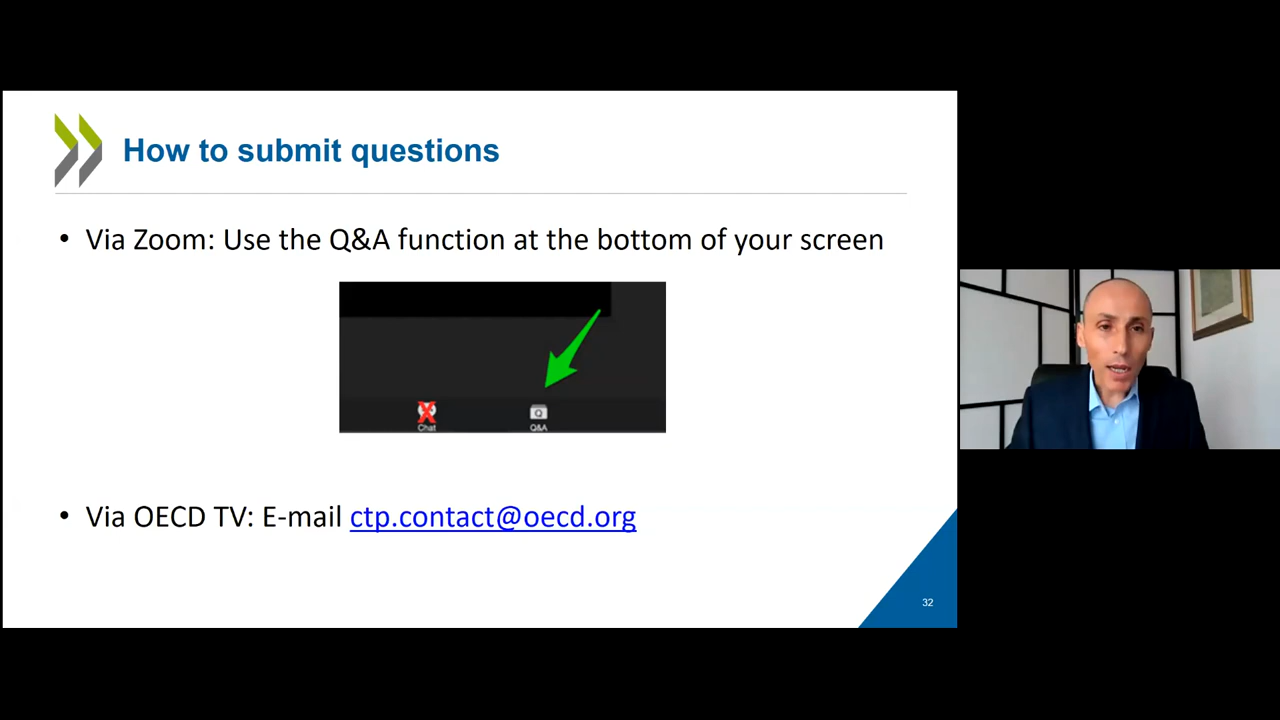 How to submit questions
• Via Zoom: Use the Q&A function at the bottom of your screen
Chat
Q&A
• Via OECD TV: E-mail ctp.contact@oecd.org
32